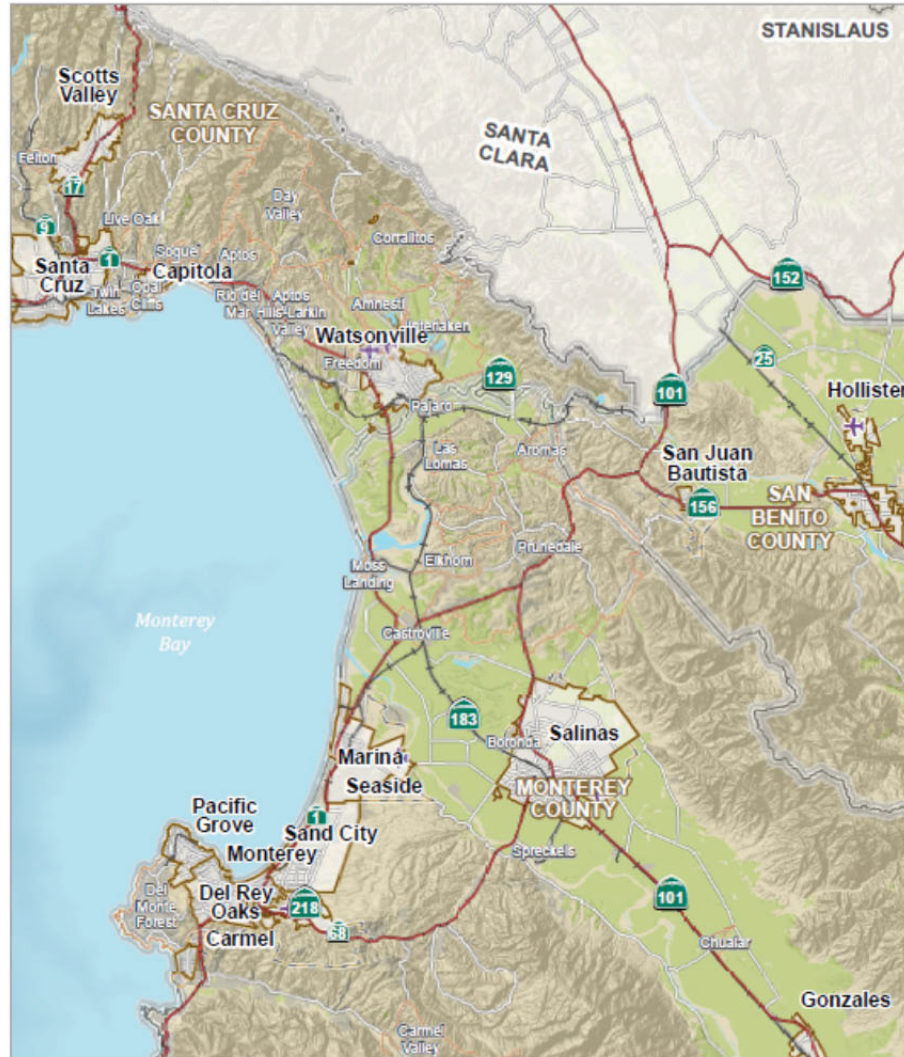 STANISLAUS
Scotts
Valley
SANTA CRUZ
COUNTY
SANTA
CLARA
Felton
17
Day
Valley
9
Live Oak
Corralitos
1
Soquel
Aptos
Santa
Cruz
Capitola
152
Twin
Lakes
Opal
Cliffs
Rio del
Mar
Aptos
Hills-Larkin
Valley
Amnesti
Watsonville
25
Freedom
129
101
Hollister
Pajaro
Las
Lomas
Aromas
San Juan
Bautista
156
SAN
BENITO
COUNTY
Prunedale
Moss
Landing
Elkhorn
Monterey
Bay
Castroville
183
Salinas
Boronda
Marina
Seaside
MONTEREY
COUNTY
Pacific
Grove
1
Sand City
Monterey
Spreckels
Del
Monte
Forest
Del Rey
Oaks
218
68
101
Carmel
Chualar
Gonzales
Carmel
Valley